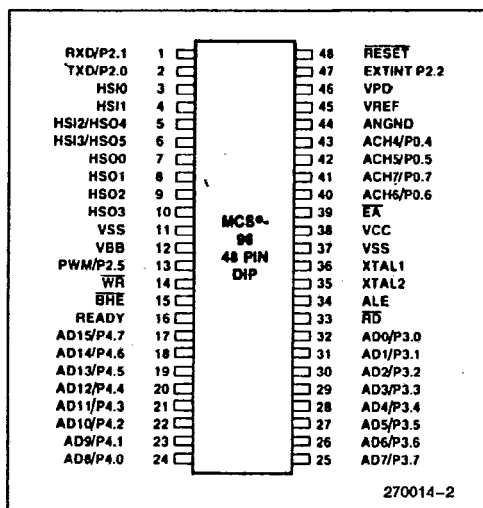 RXD/P2.1 1 48 RESET
TXD/P2.0 2 47 EXTINT P2.2
HSI0 3 46 VPD
HSI1 4 45 VREF
HSI2/HSO4 5 44 ANGND
HSI3/HSO5 6 43 ACH4/P0.4
HSO0 7 42 ACH5/P0.5
HSO1 8 41 ACH7/P0.7
HSO2 9 40 ACH6/P0.6
HSO3 10 39 EA
VSS 11 38 VCC
VBB 12 37 VSS
PWM/P2.5 13 36 XTAL1
WR 14 35 XTAL2
BHE 15 34 ALE
READY 16 33 RD
AD15/P4.7 17 32 AD0/P3.0
AD14/P4.6 18 31 AD1/P3.1
AD13/P4.5 19 30 AD2/P3.2
AD12/P4.4 20 29 AD3/P3.3
AD11/P4.3 21 28 AD4/P3.4
AD10/P4.2 22 27 AD5/P3.5
AD9/P4.1 23 26 AD6/P3.6
AD8/P4.0 24 25 AD7/P3.7
MCS®-
96
48 PIN
DIP
270014-2